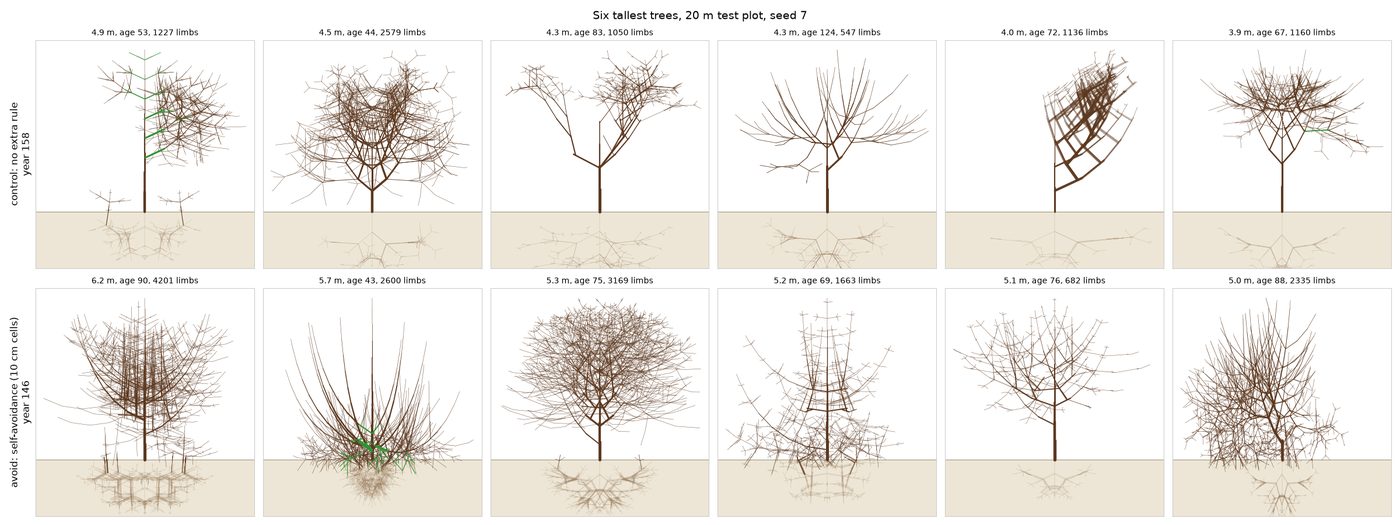 Six tallest trees, 20 m test plot, seed 7
4.9 m, age 53, 1227 limbs
4.5 m, age 44, 2579 limbs
4.3 m, age 83, 1050 limbs
4.3 m, age 124, 547 limbs
4.0 m, age 72, 1136 limbs
3.9 m, age 67, 1160 limbs
control: no extra rule
year 158
6.2 m, age 90, 4201 limbs
5.7 m, age 43, 2600 limbs
5.3 m, age 75, 3169 limbs
5.2 m, age 69, 1663 limbs
5.1 m, age 76, 682 limbs
5.0 m, age 88, 2335 limbs
avoid: self-avoidance (10 cm cells)
year 146